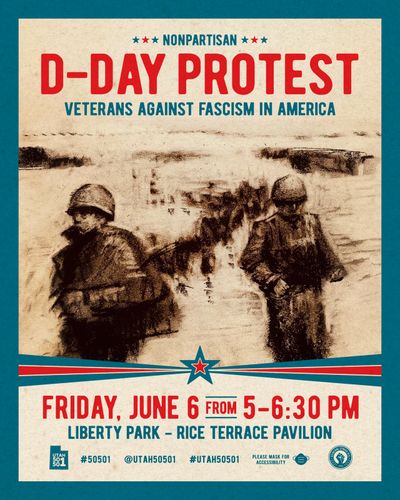 ★★★ NONPARTISAN ★★★
D-DAY PROTEST
VETERANS AGAINST FASCISM IN AMERICA
FRIDAY, JUNE 6 FROM 5-6:30 PM
LIBERTY PARK - RICE TERRACE PAVILION
UTAH 50501 #50501 @UTAH50501 #UTAH50501 PLEASE MASK FOR ACCESSIBILITY